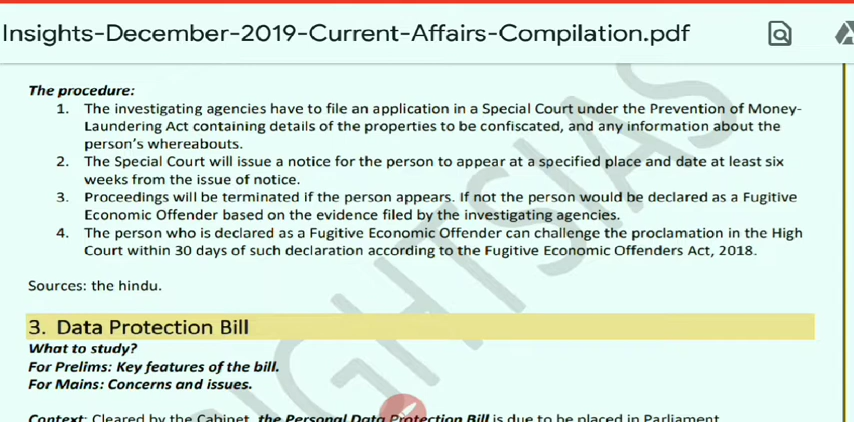 Insights-December-2019-Current-Affairs-Compilation.pdf
The procedure:
1. The investigating agencies have to file an application in a Special Court under the Prevention of Money-
Laundering Act containing details of the properties to be confiscated, and any information about the
person's whereabouts.
2. The Special Court will issue a notice for the person to appear at a specified place and date at least six
weeks from the issue of notice.
3. Proceedings will be terminated if the person appears. If not the person would be declared as a Fugitive
Economic Offender based on the evidence filed by the investigating agencies.
4. The person who is declared as a Fugitive Economic Offender can challenge the proclamation in the High
Court within 30 days of such declaration according to the Fugitive Economic Offenders Act, 2018.
Sources: the hindu.
3. Data Protection Bill
What to study?
For Prelims: Key features of the bill.
For Mains: Concerns and issues.
Context: Cleared by the Cabinet, the Personal Data Protection Bill is due to be placed in Parliament
GHTSIAS